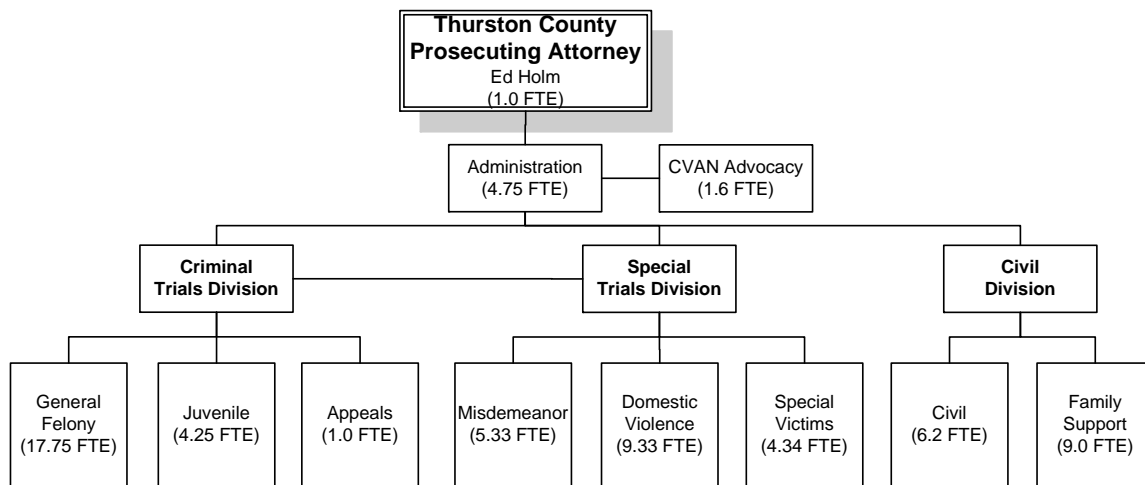 Thurston County
Prosecuting Attorney
Ed Holm
(1.0 FTE)
Administration
(4.75 FTE)
CVAN Advocacy
(1.6 FTE)
Criminal
Trials Division
Special
Trials Division
Civil
Division
General
Felony
(17.75 FTE)
Juvenile
(4.25 FTE)
Appeals
(1.0 FTE)
Misdemeanor
(5.33 FTE)
Domestic
Violence
(9.33 FTE)
Special
Victims
(4.34 FTE)
Civil
(6.2 FTE)
Family
Support
(9.0 FTE)